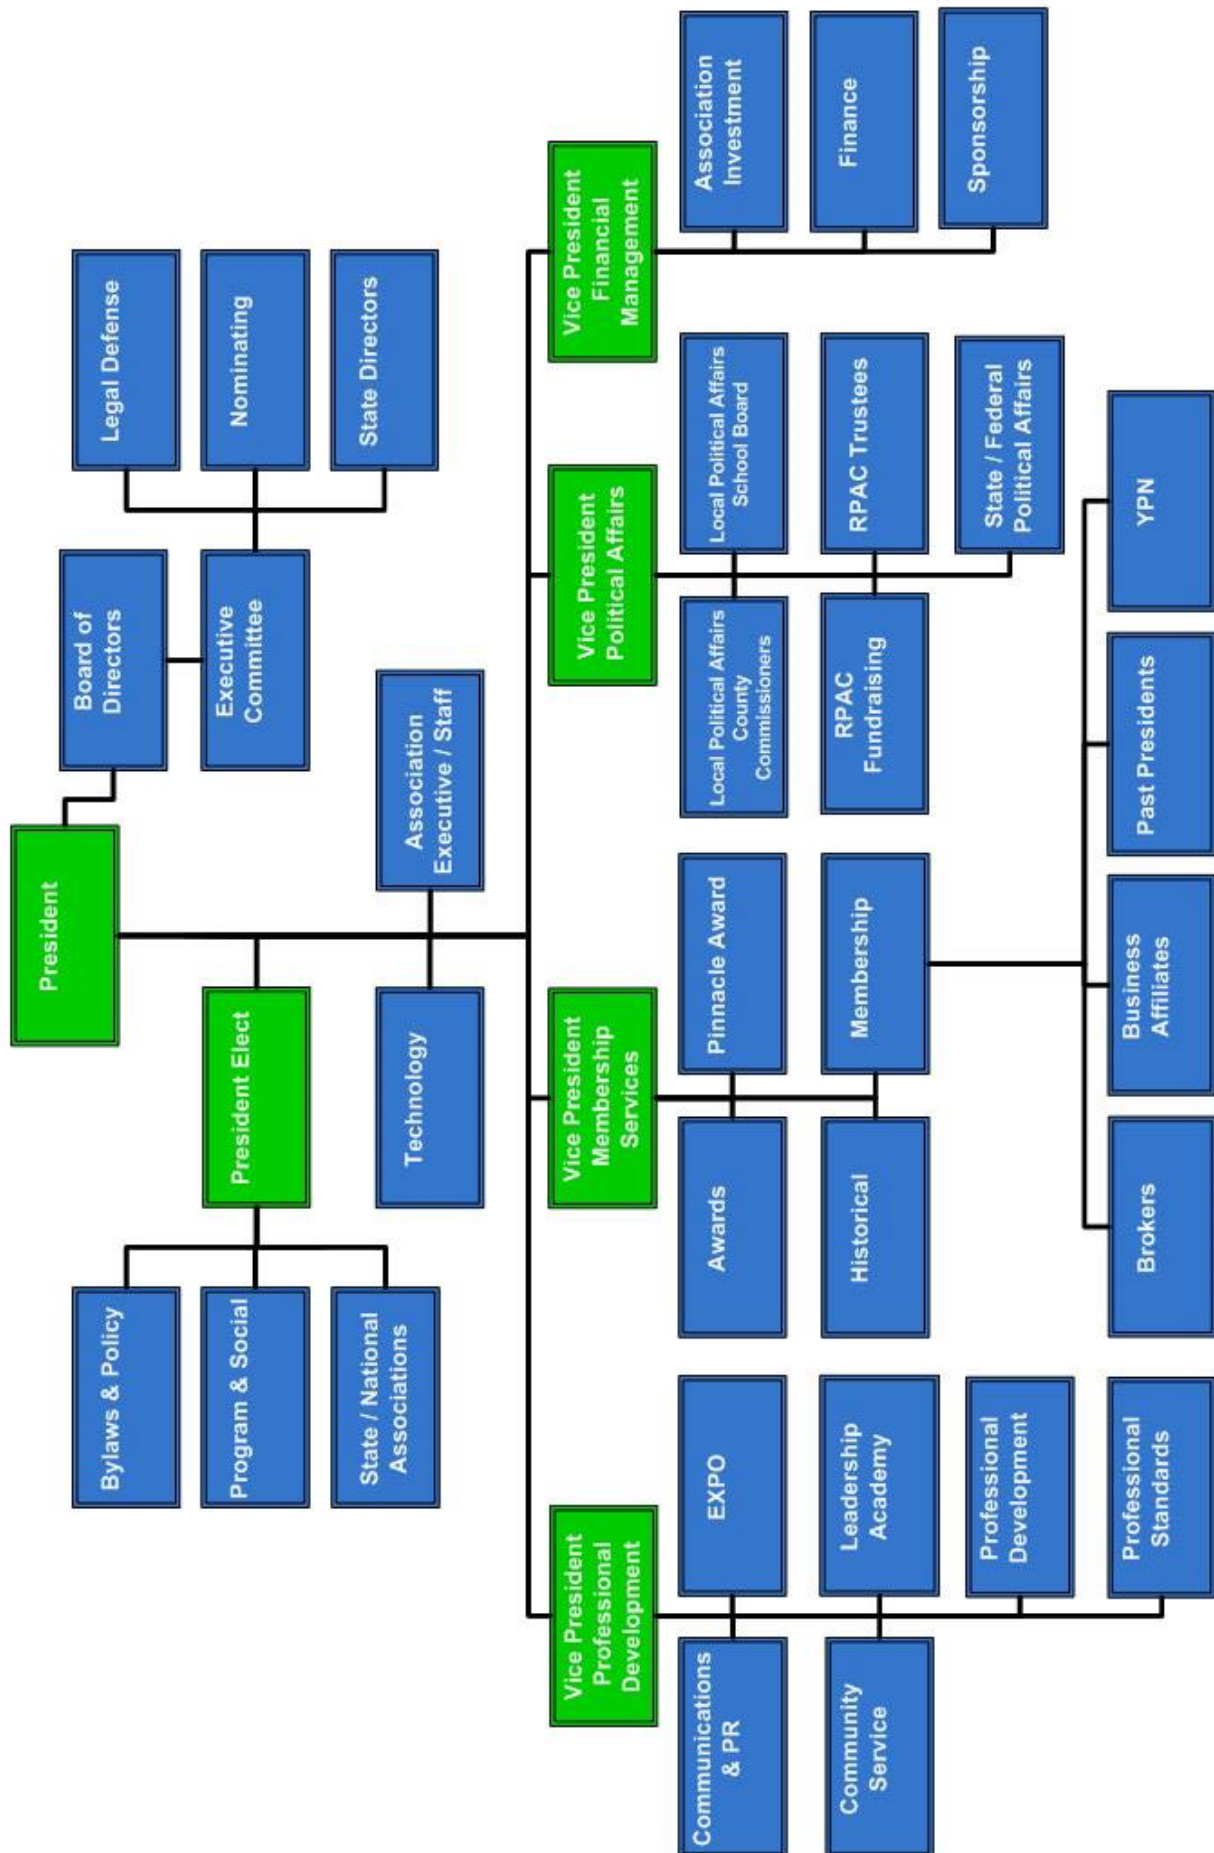 President
Board of
Directors
Legal Defense
Bylaws & Policy
President Elect
Executive
Committee
Nominating
Program & Social
State Directors
State / National
Associations
Technology
Association
Executive / Staff
Vice President
Professional
Development
Vice President
Membership
Services
Vice President
Political Affairs
Vice President
Financial
Management
Communications
& PR
EXPO
Awards
Pinnacle Award
Local Political Affairs
County
Commissioners
Local Political Affairs
School Board
Association
Investment
Community
Service
Leadership
Academy
Historical
Membership
RPAC
Fundraising
RPAC Trustees
Finance
Professional
Development
State / Federal
Political Affairs
Sponsorship
Professional
Standards
Brokers
Business
Affiliates
Past Presidents
YPN